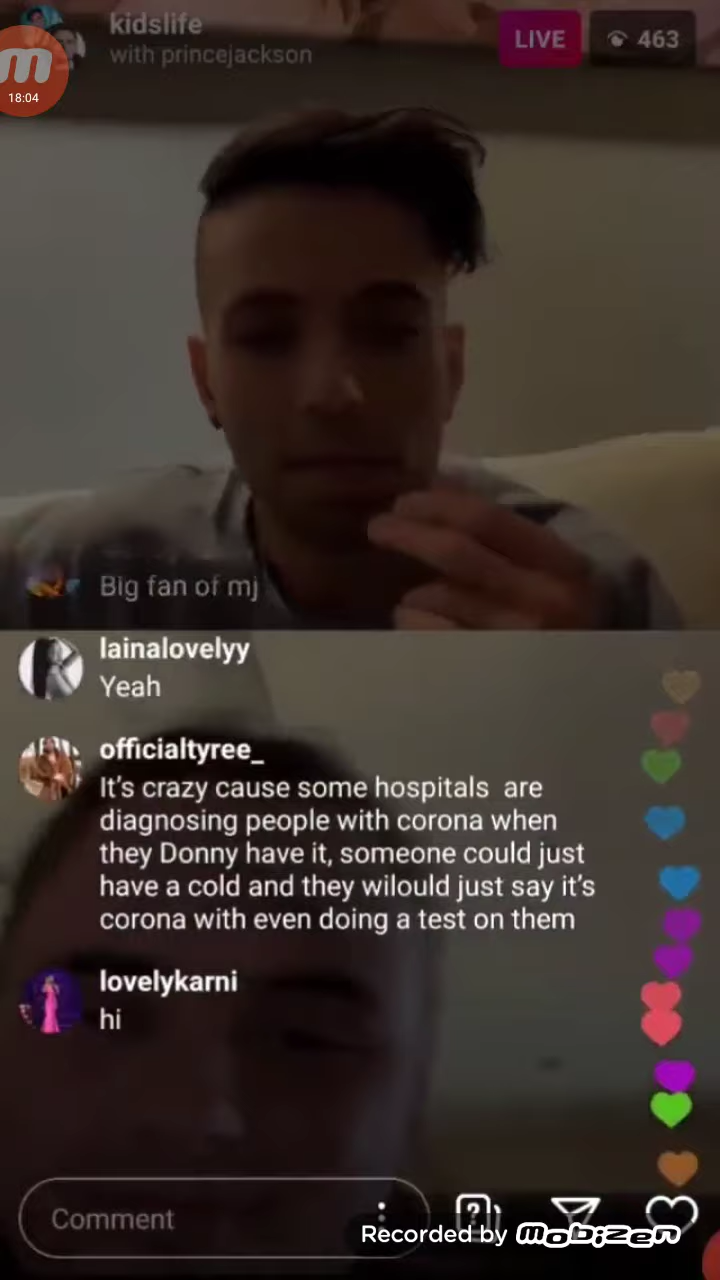 kidslife
with princejackson
LIVE
463
m
18:04
Big fan of mj
lainalovelyy
Yeah
officialtyree_
It's crazy cause some hospitals are
diagnosing people with corona when
they Donny have it, someone could just
have a cold and they wilould just say it's
corona with even doing a test on them
lovelykarni
hi
Comment
?
Recorded by mobizen